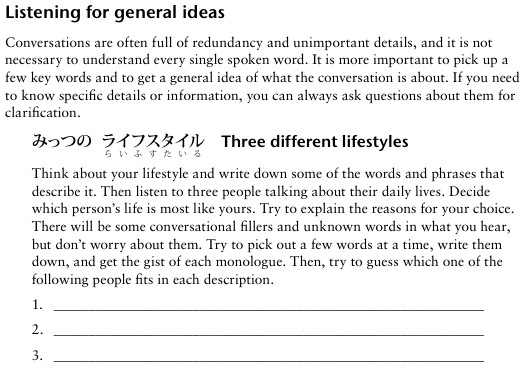 Listening for general ideas
Conversations are often full of redundancy and unimportant details, and it is not
necessary to understand every single spoken word. It is more important to pick up a
few key words and to get a general idea of what the conversation is about. If you need
to know specific details or information, you can always ask questions about them for
clarification.
みっつの ライフスタイル Three different lifestyles
らいふすたいる
Think about your lifestyle and write down some of the words and phrases that
describe it. Then listen to three people talking about their daily lives. Decide
which person's life is most like yours. Try to explain the reasons for your choice.
There will be some conversational fillers and unknown words in what you hear,
but don't worry about them. Try to pick out a few words at a time, write them
down, and get the gist of each monologue. Then, try to guess which one of the
following people fits in each description.
1.
2.
3.